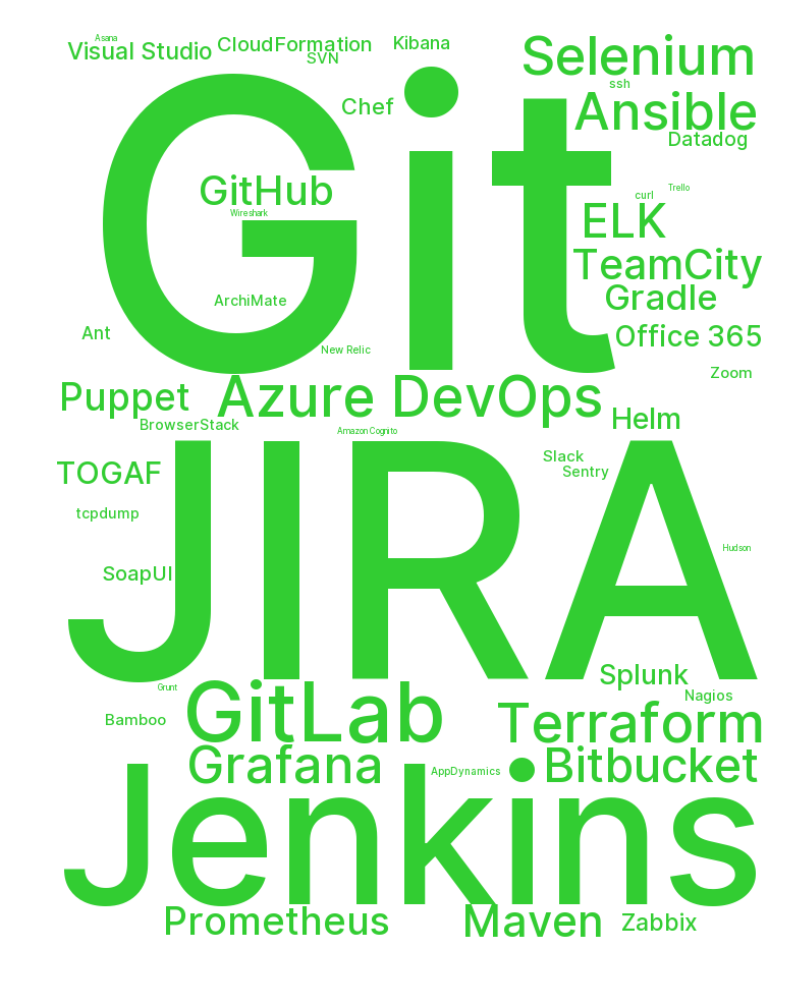 Asana
Visual Studio
CloudFormation
SVN
Kibana
Selenium
ssh
Chef
Ansible
Datadog
Git
GitHub
Wireshark
Trello
curl
ELK
TeamCity
ArchiMate
Gradle
Ant
Office 365
New Relic
Zoom
Puppet
Azure DevOps
Helm
BrowserStack
Amazon Cognito
JIRA
Slack
Sentry
TOGAF
tcpdump
Hudson
SoapUI
Splunk
Grunt
Nagios
GitLab
Bamboo
Terraform
Grafana
AppDynamics
Bitbucket
Jenkins
Prometheus
Maven
Zabbix